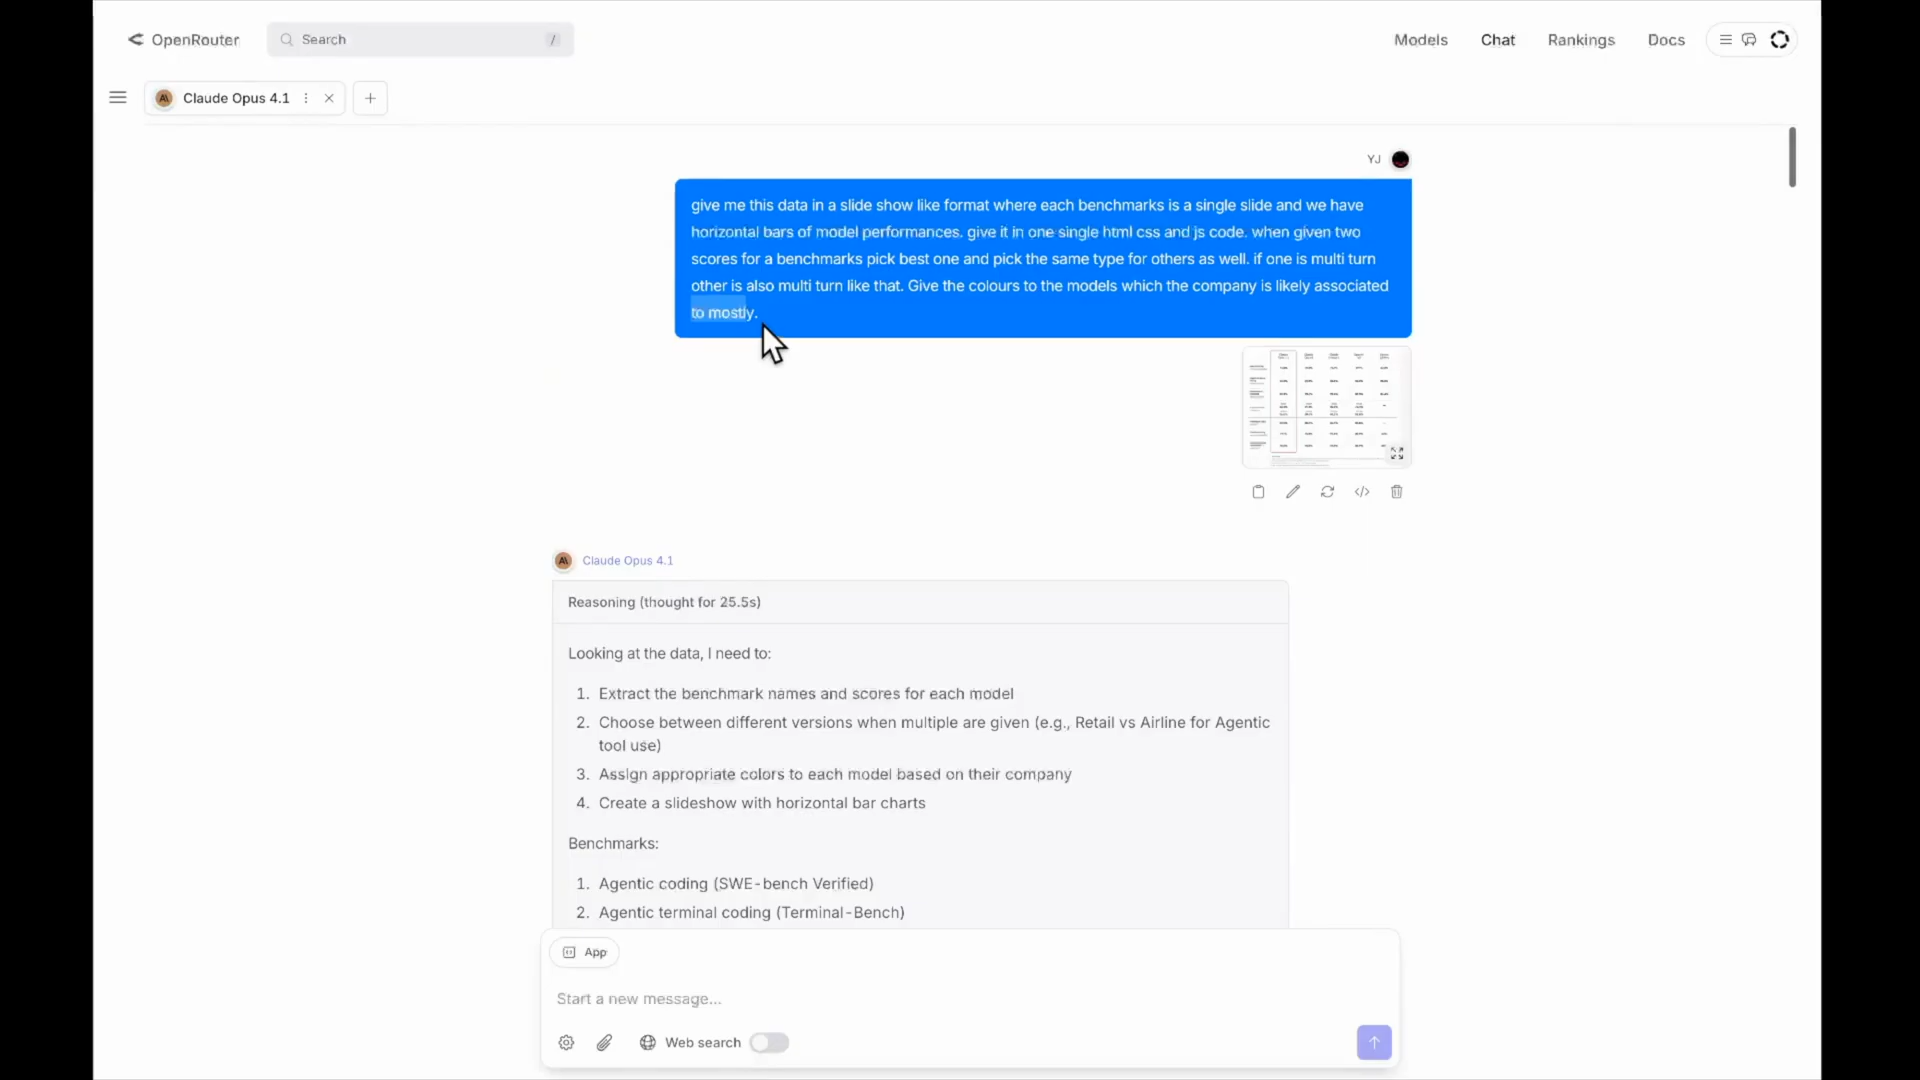 OpenRouter
Search
/
Models
Chat
Rankings
Docs
Claude Opus 4.1
YJ
give me this data in a slide show like format where each benchmarks is a single slide and we have
horizontal bars of model performances. give it in one single html css and js code. when given two
scores for a benchmarks pick best one and pick the same type for others as well. if one is multi turn
other is also multi turn like that. Give the colours to the models which the company is likely associated
to mostly.
Claude Opus 4.1
Reasoning (thought for 25.5s)
Looking at the data, I need to:
1. Extract the benchmark names and scores for each model
2. Choose between different versions when multiple are given (e.g., Retail vs Airline for Agentic
tool use)
3. Assign appropriate colors to each model based on their company
4. Create a slideshow with horizontal bar charts
Benchmarks:
1. Agentic coding (SWE-bench Verified)
2. Agentic terminal coding (Terminal-Bench)
App
Start a new message...
Web search